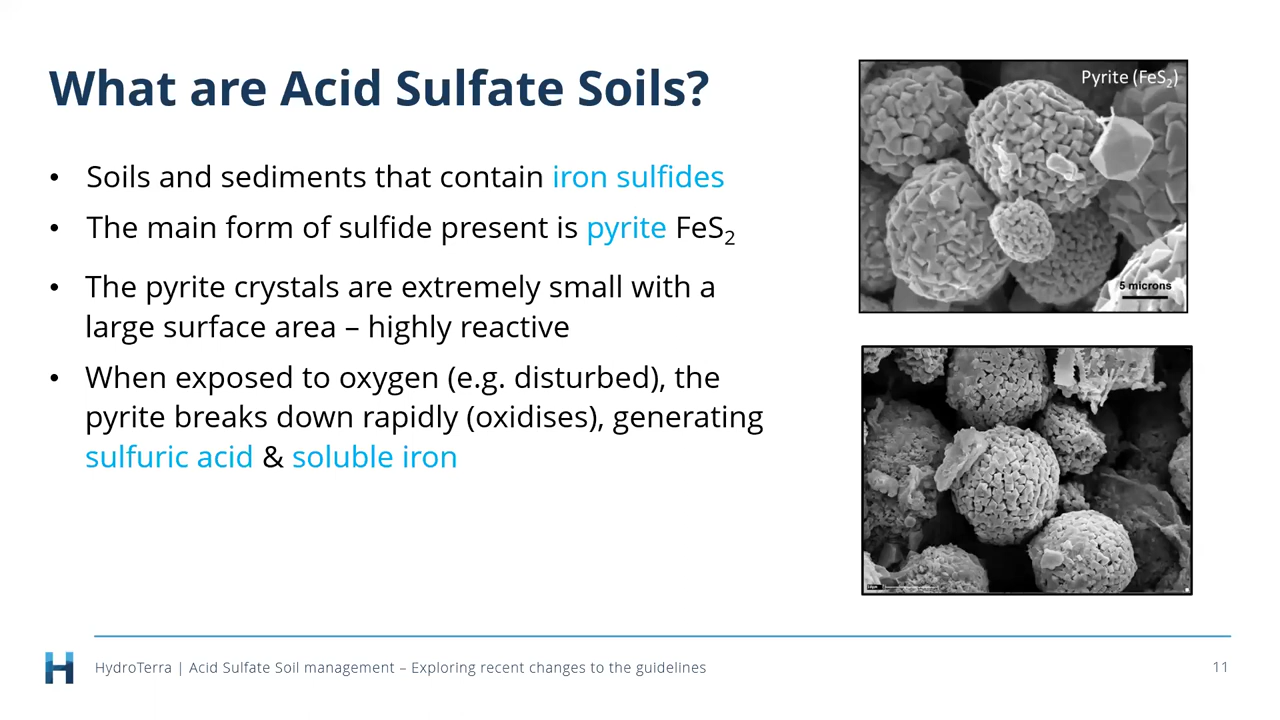 What are Acid Sulfate Soils?
• Soils and sediments that contain iron sulfides
• The main form of sulfide present is pyrite FeS₂
• The pyrite crystals are extremely small with a
large surface area – highly reactive
• When exposed to oxygen (e.g. disturbed), the
pyrite breaks down rapidly (oxidises), generating
sulfuric acid & soluble iron
Pyrite (FeS₂)
5 microns
HydroTerra | Acid Sulfate Soil management – Exploring recent changes to the guidelines
11